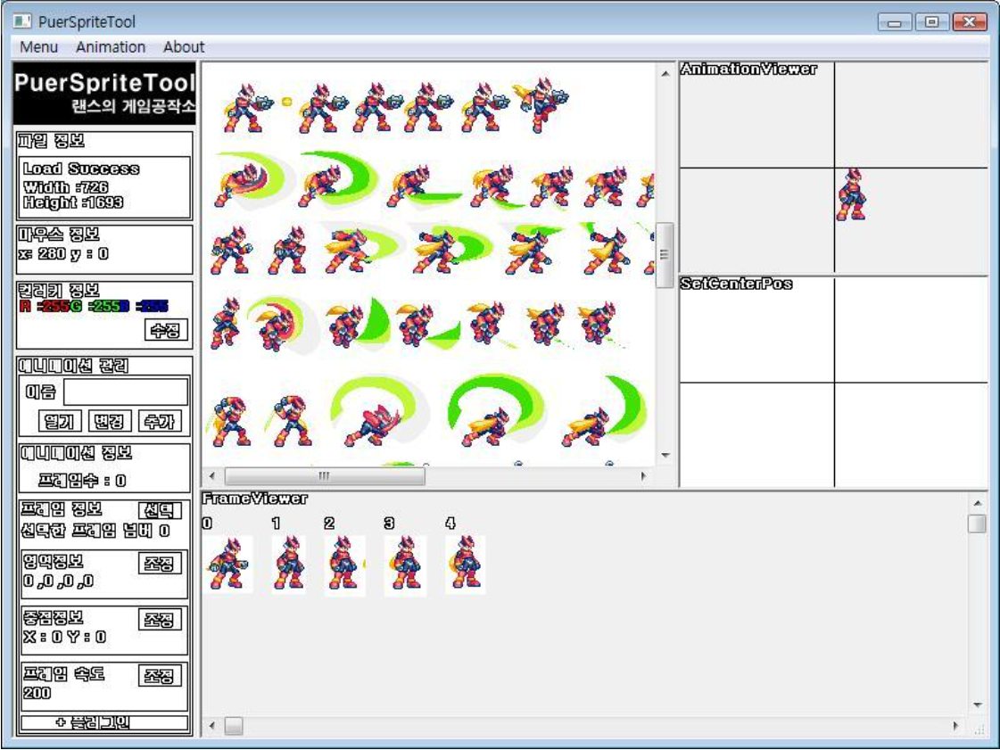 PuerSpriteTool
Menu Animation About
PuerSpriteTool
랜스의 게임공작소
파일 정보
Load Success
Width :726
Height :1693
마우스 정보
x: 280 y : 0
컬러키 정보
R :255G :255B :255
수정
애니메이션 관리
이름
열기 변경 추가
애니메이션 정보
프레임수 : 0
프레임 정보 선택
선택한 프레임 넘버 0
영역정보 조정
0 ,0 ,0 ,0
중점정보 조정
X : 0 Y : 0
프레임 속도 조정
200
+ 플러그인
AnimationViewer
SetCenterPos
FrameViewer
0 1 2 3 4